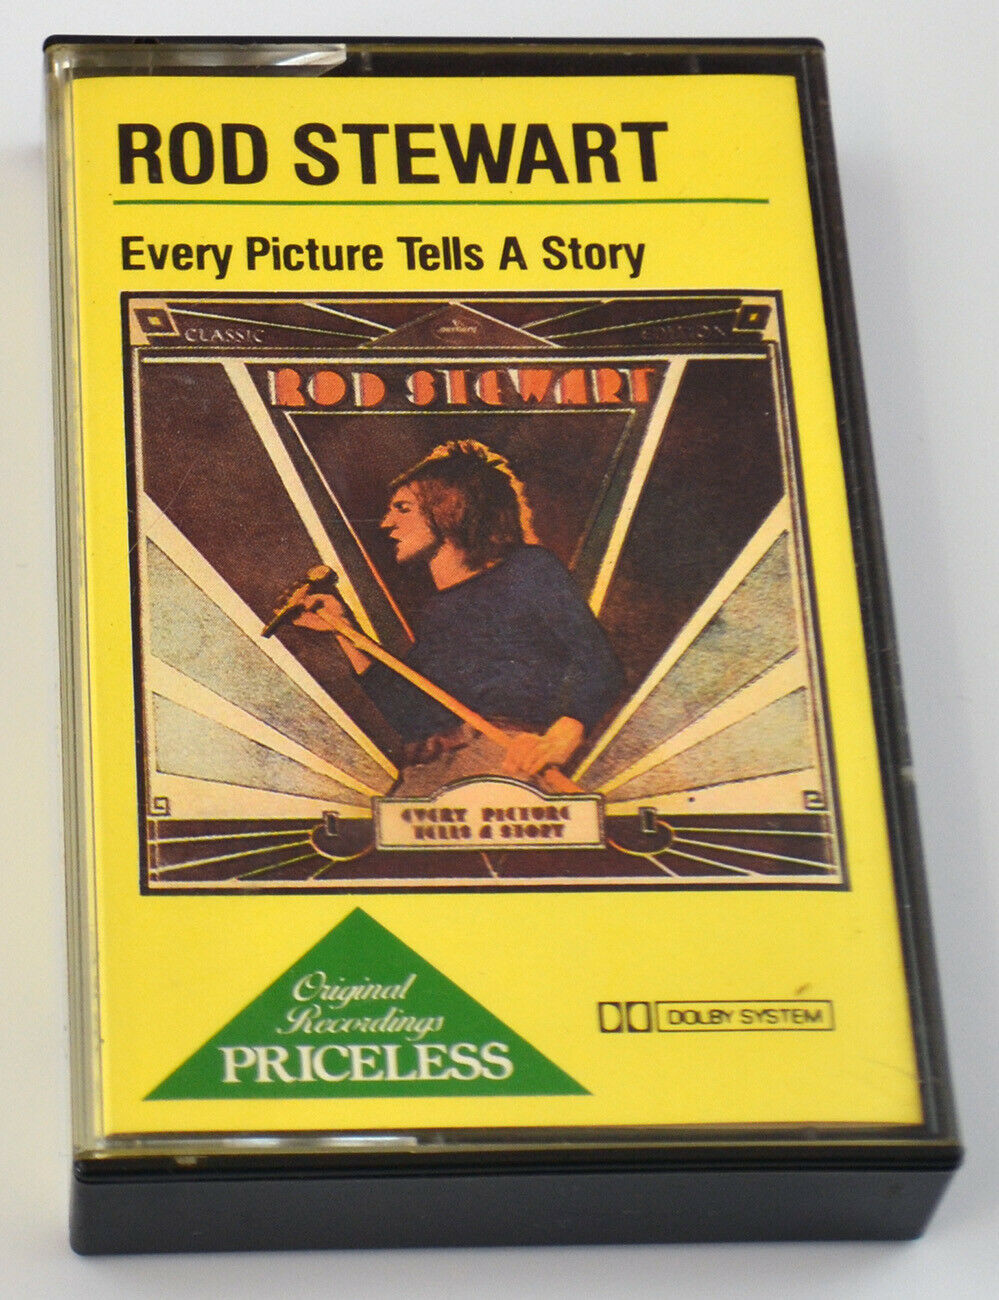 ROD STEWART
Every Picture Tells A Story
CLASSIC
EDITION
ROD STEWART
EVERY PICTURE
TELLS A STORY
Original
Recordings
PRICELESS
DOLBY SYSTEM